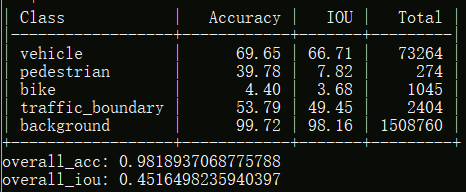 | Class | Accuracy | IOU | Total |
|------------------+----------+-------+---------|
| vehicle | 69.65 | 66.71 | 73264 |
| pedestrian | 39.78 | 7.82 | 274 |
| bike | 4.40 | 3.68 | 1045 |
| traffic_boundary | 53.79 | 49.45 | 2404 |
| background | 99.72 | 98.16 | 1508760 |
+------------------+----------+-------+---------+
overall_acc: 0.9818937068775788
overall_iou: 0.4516498235940397